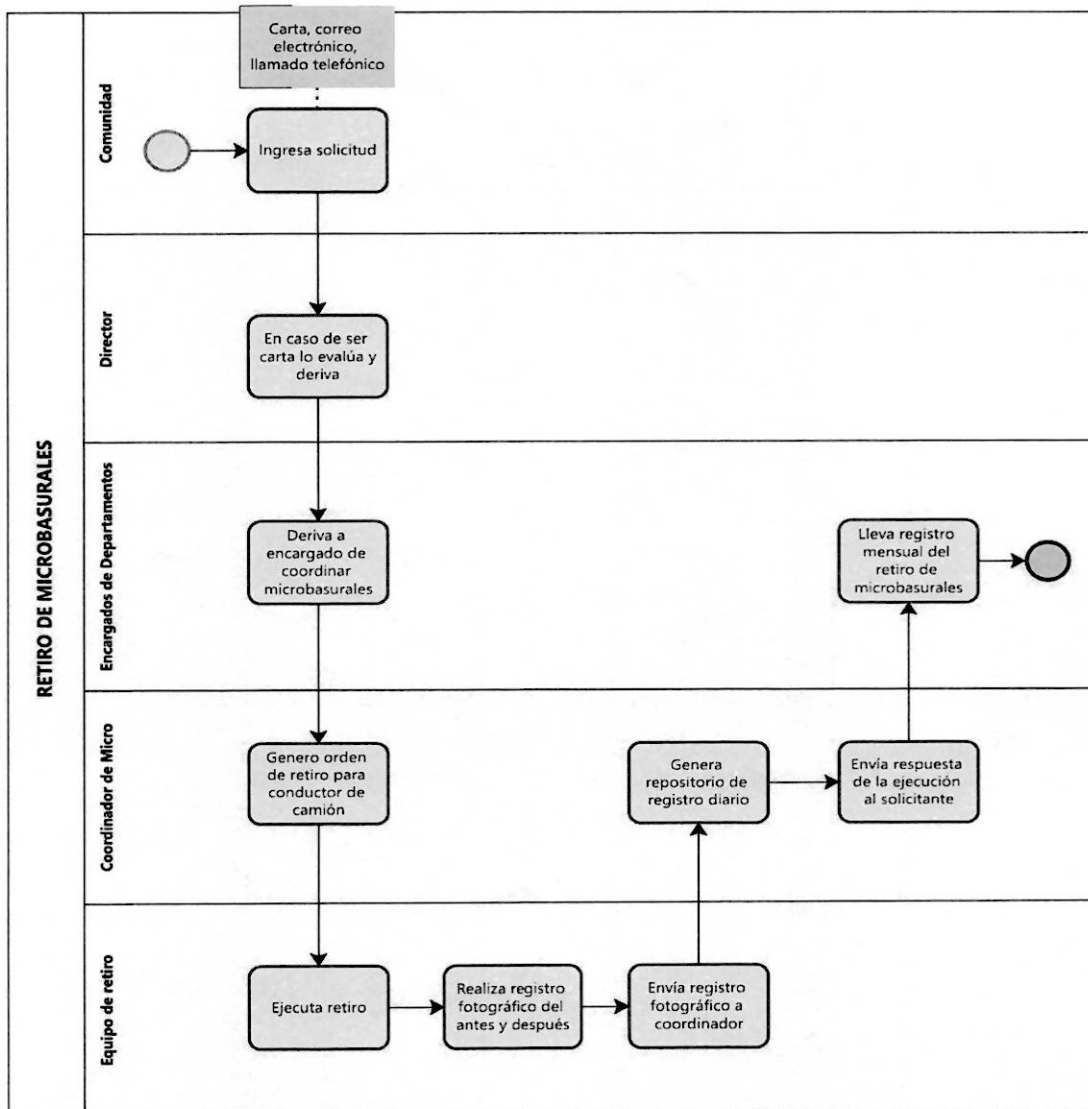 RETIRO DE MICROBASURALES
Comunidad
Carta, correo
electrónico,
llamado telefónico
Ingresa solicitud
Director
En caso de ser
carta lo evalúa y
deriva
Encargados de Departamentos
Deriva a
encargado de
coordinar
microbasurales
Lleva registro
mensual del
retiro de
microbasurales
Coordinador de Micro
Genero orden
de retiro para
conductor de
camión
Genera
repositorio de
registro diario
Envía respuesta
de la ejecución
al solicitante
Equipo de retiro
Ejecuta retiro
Realiza registro
fotográfico del
antes y después
Envía registro
fotográfico a
coordinador